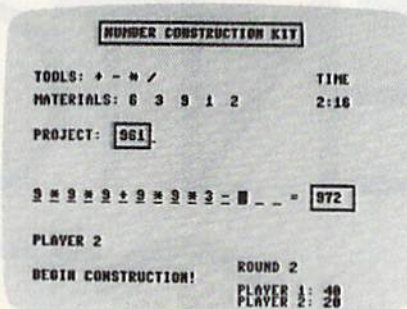 NUMBER CONSTRUCTION KIT
TOOLS: + - * /
TIME
MATERIALS: 6 3 9 1 2
2:16
PROJECT: 961
9 * 9 * 9 + 9 * 9 * 3 - █ _ _ = 972
PLAYER 2
BEGIN CONSTRUCTION!
ROUND 2
PLAYER 1: 40
PLAYER 2: 20